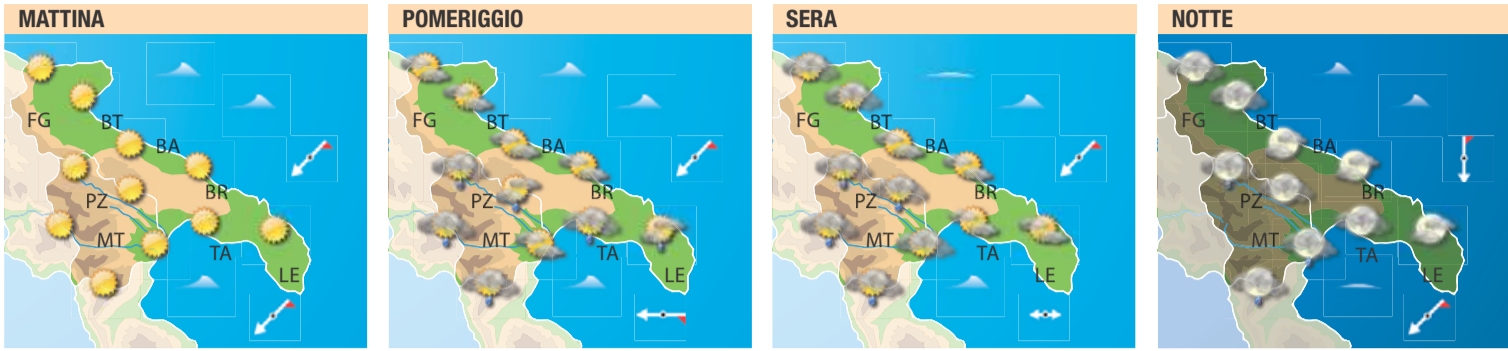 MATTINA
FG
BT
BA
BR
PZ
MT
TA
LE
POMERIGGIO
FG
BT
BA
BR
PZ
MT
TA
LE
SERA
FG
BT
BA
BR
PZ
MT
TA
LE
NOTTE
FG
BT
BA
BR
PZ
MT
TA
LE